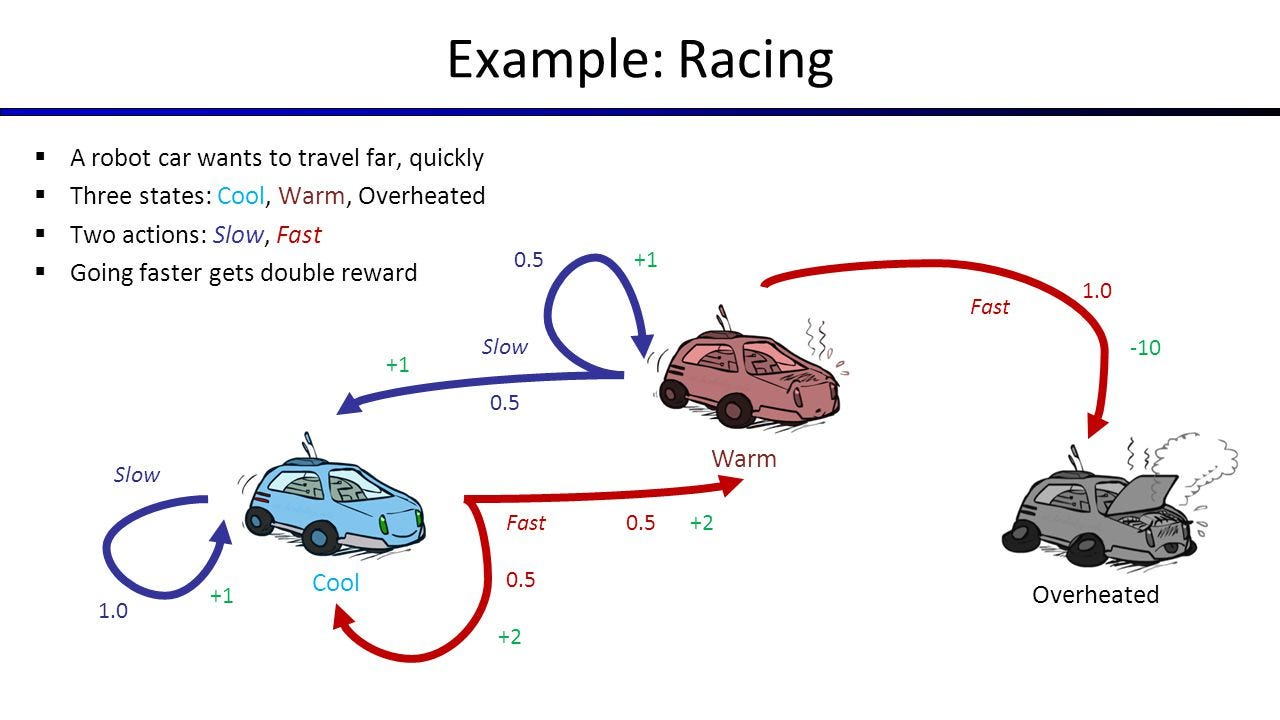 Example: Racing
▪ A robot car wants to travel far, quickly
▪ Three states: Cool, Warm, Overheated
▪ Two actions: Slow, Fast
▪ Going faster gets double reward
0.5
+1
Fast
1.0
-10
Slow
+1
0.5
Warm
Slow
Fast
0.5
+2
Cool
0.5
+1
1.0
+2
Overheated